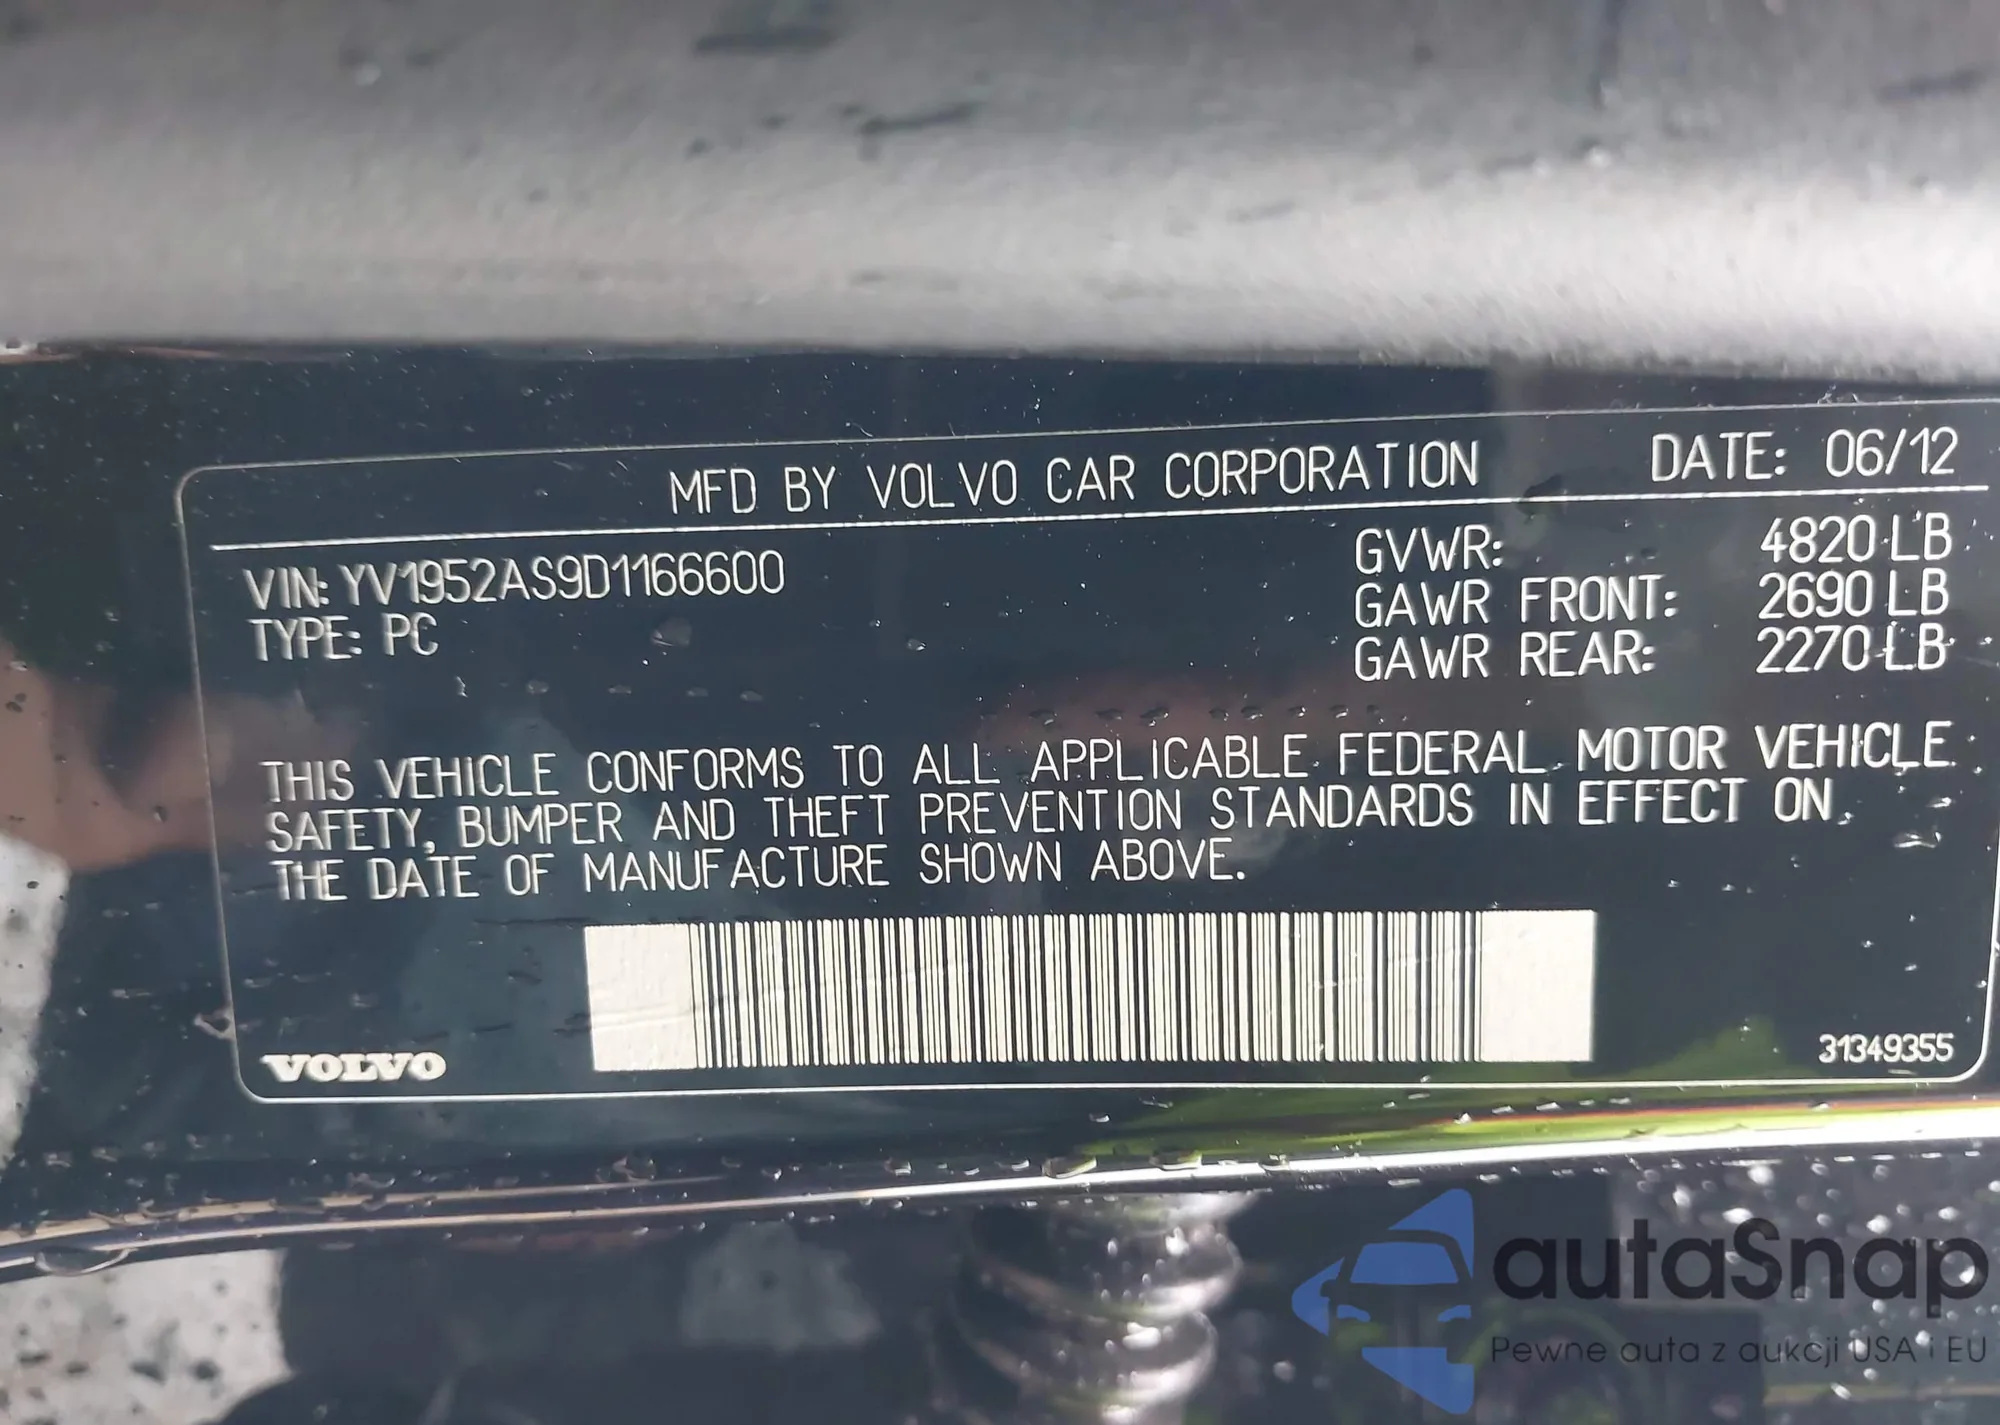 MFD BY VOLVO CAR CORPORATION DATE: 06/12
VIN: YV1952AS9D1166600 GVWR: 4820 LB
TYPE: PC GAWR FRONT: 2690 LB
GAWR REAR: 2270 LB
THIS VEHICLE CONFORMS TO ALL APPLICABLE FEDERAL MOTOR VEHICLE
SAFETY, BUMPER AND THEFT PREVENTION STANDARDS IN EFFECT ON
THE DATE OF MANUFACTURE SHOWN ABOVE.
VOLVO 31349355
autaSnap
Pewne auta z aukcji USA i EU